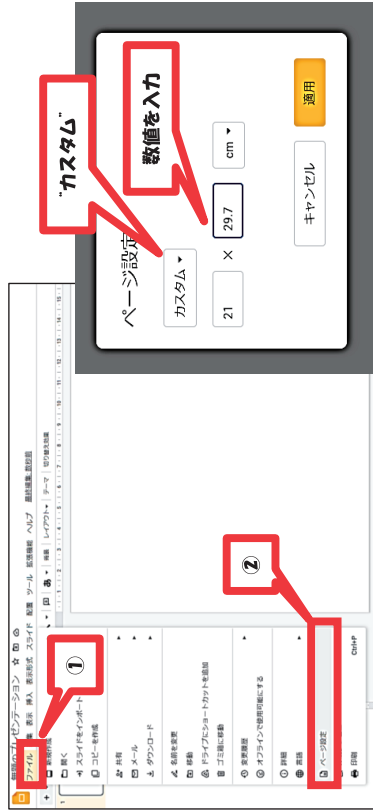 無題のプレゼンテーション
ファイル 集 表示 挿入 表示形式 スライド 配置 ツール 拡張機能 ヘルプ 最終編集: 数秒前
背景 レイアウト テーマ 切り替え効果
①
新規作成
開く
スライドをインポート
コピーを作成
共有
メール
ダウンロード
名前を変更
移動
ドライブにショートカットを追加
ゴミ箱に移動
変更履歴
オフラインで使用可能にする
詳細
言語
②
ページ設定
印刷 Ctrl+P
1
"カスタム"
数値を入力
ページ設定
カスタム
21 × 29.7 cm
キャンセル 適用